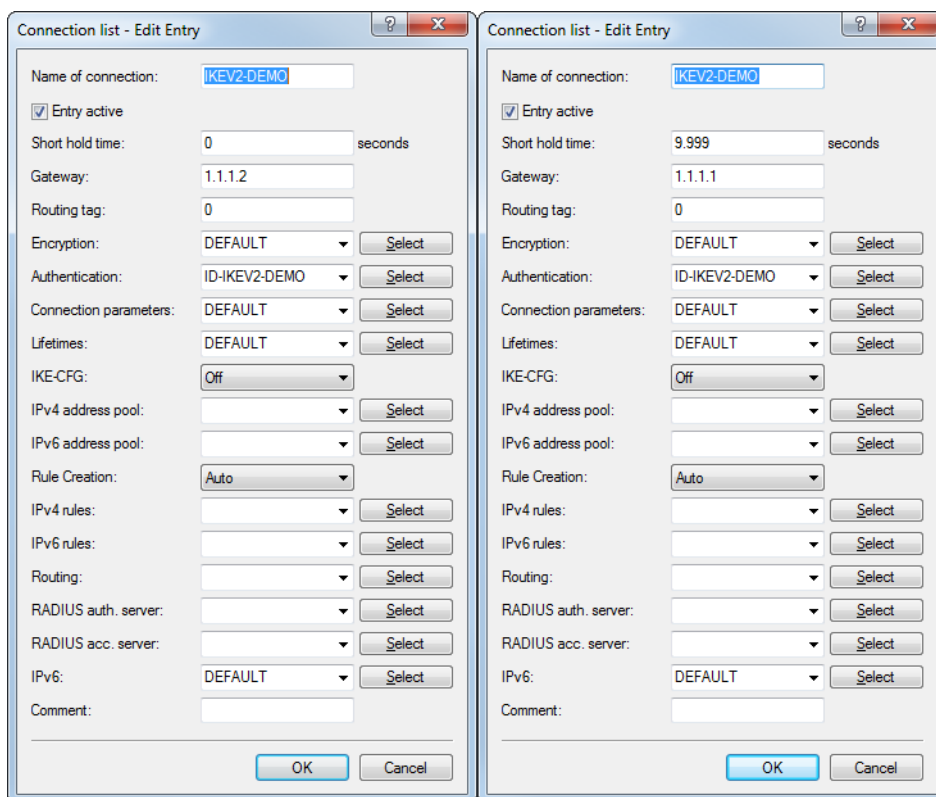 Connection list - Edit Entry
Name of connection: IKEV2-DEMO
Entry active
Short hold time: 0 seconds
Gateway: 1.1.1.2
Routing tag: 0
Encryption: DEFAULT Select
Authentication: ID-IKEV2-DEMO Select
Connection parameters: DEFAULT Select
Lifetimes: DEFAULT Select
IKE-CFG: Off
IPv4 address pool: Select
IPv6 address pool: Select
Rule Creation: Auto
IPv4 rules: Select
IPv6 rules: Select
Routing: Select
RADIUS auth. server: Select
RADIUS acc. server: Select
IPv6: DEFAULT Select
Comment:
OK Cancel
Connection list - Edit Entry
Name of connection: IKEV2-DEMO
Entry active
Short hold time: 9.999 seconds
Gateway: 1.1.1.1
Routing tag: 0
Encryption: DEFAULT Select
Authentication: ID-IKEV2-DEMO Select
Connection parameters: DEFAULT Select
Lifetimes: DEFAULT Select
IKE-CFG: Off
IPv4 address pool: Select
IPv6 address pool: Select
Rule Creation: Auto
IPv4 rules: Select
IPv6 rules: Select
Routing: Select
RADIUS auth. server: Select
RADIUS acc. server: Select
IPv6: DEFAULT Select
Comment:
OK Cancel